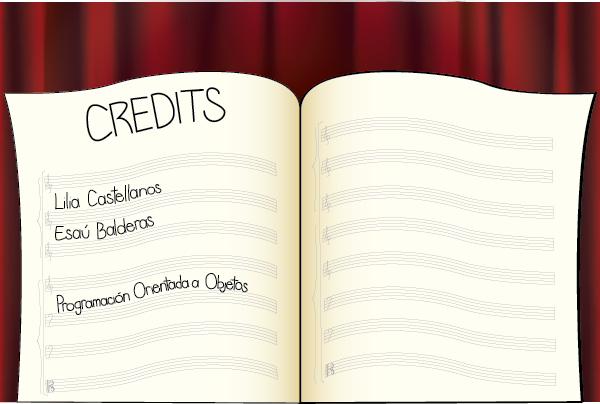 CREDITS
Lilia Castellanos
Esaú Balderas
Programación Orientada a Objetos